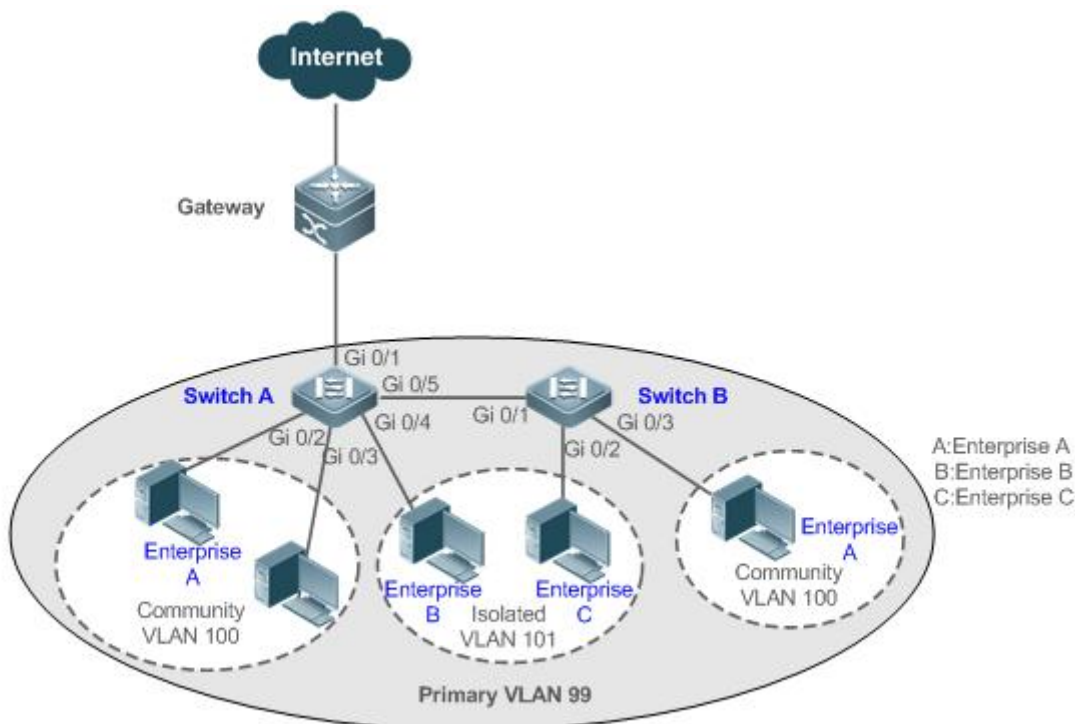 Internet
Gateway
Gi 0/1
Switch A
Gi 0/5
Switch B
Gi 0/1
Gi 0/4
Gi 0/3
Gi 0/2
Gi 0/3
Gi 0/2
A:Enterprise A
B:Enterprise B
C:Enterprise C
Enterprise
A
Community
VLAN 100
Enterprise
B
Isolated
VLAN 101
Enterprise
C
Enterprise
A
Community
VLAN 100
Primary VLAN 99